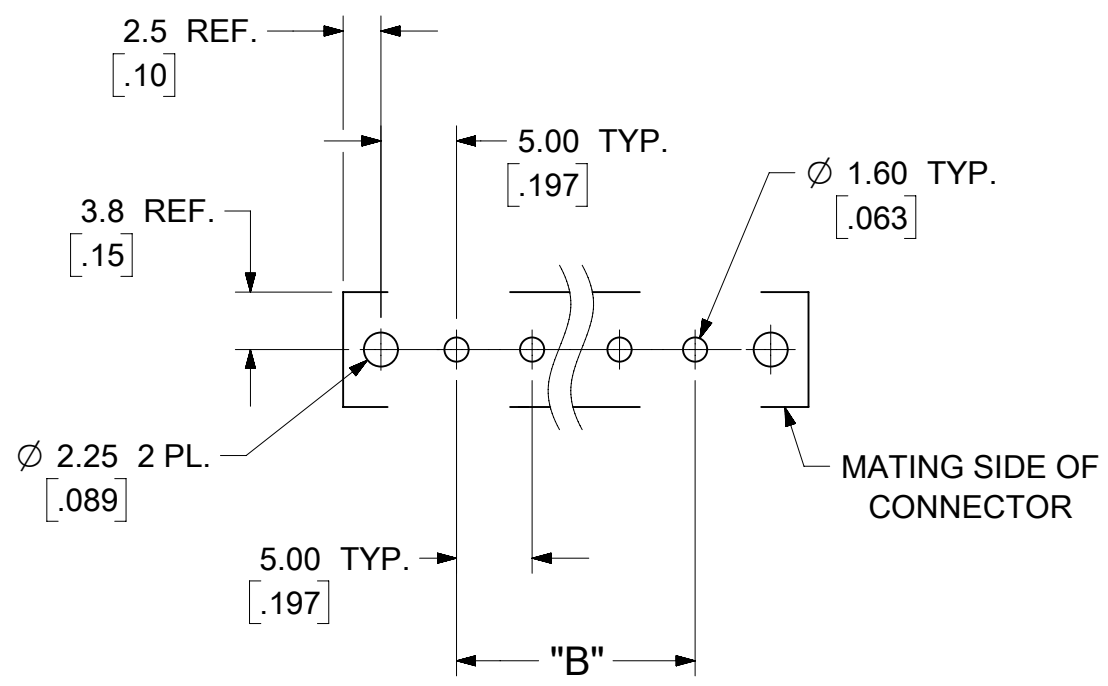 2.5 REF.
[.10]
5.00 TYP.
[.197]
Ø 1.60 TYP.
[.063]
3.8 REF.
[.15]
Ø 2.25 2 PL.
[.089]
MATING SIDE OF
CONNECTOR
5.00 TYP.
[.197]
"B"